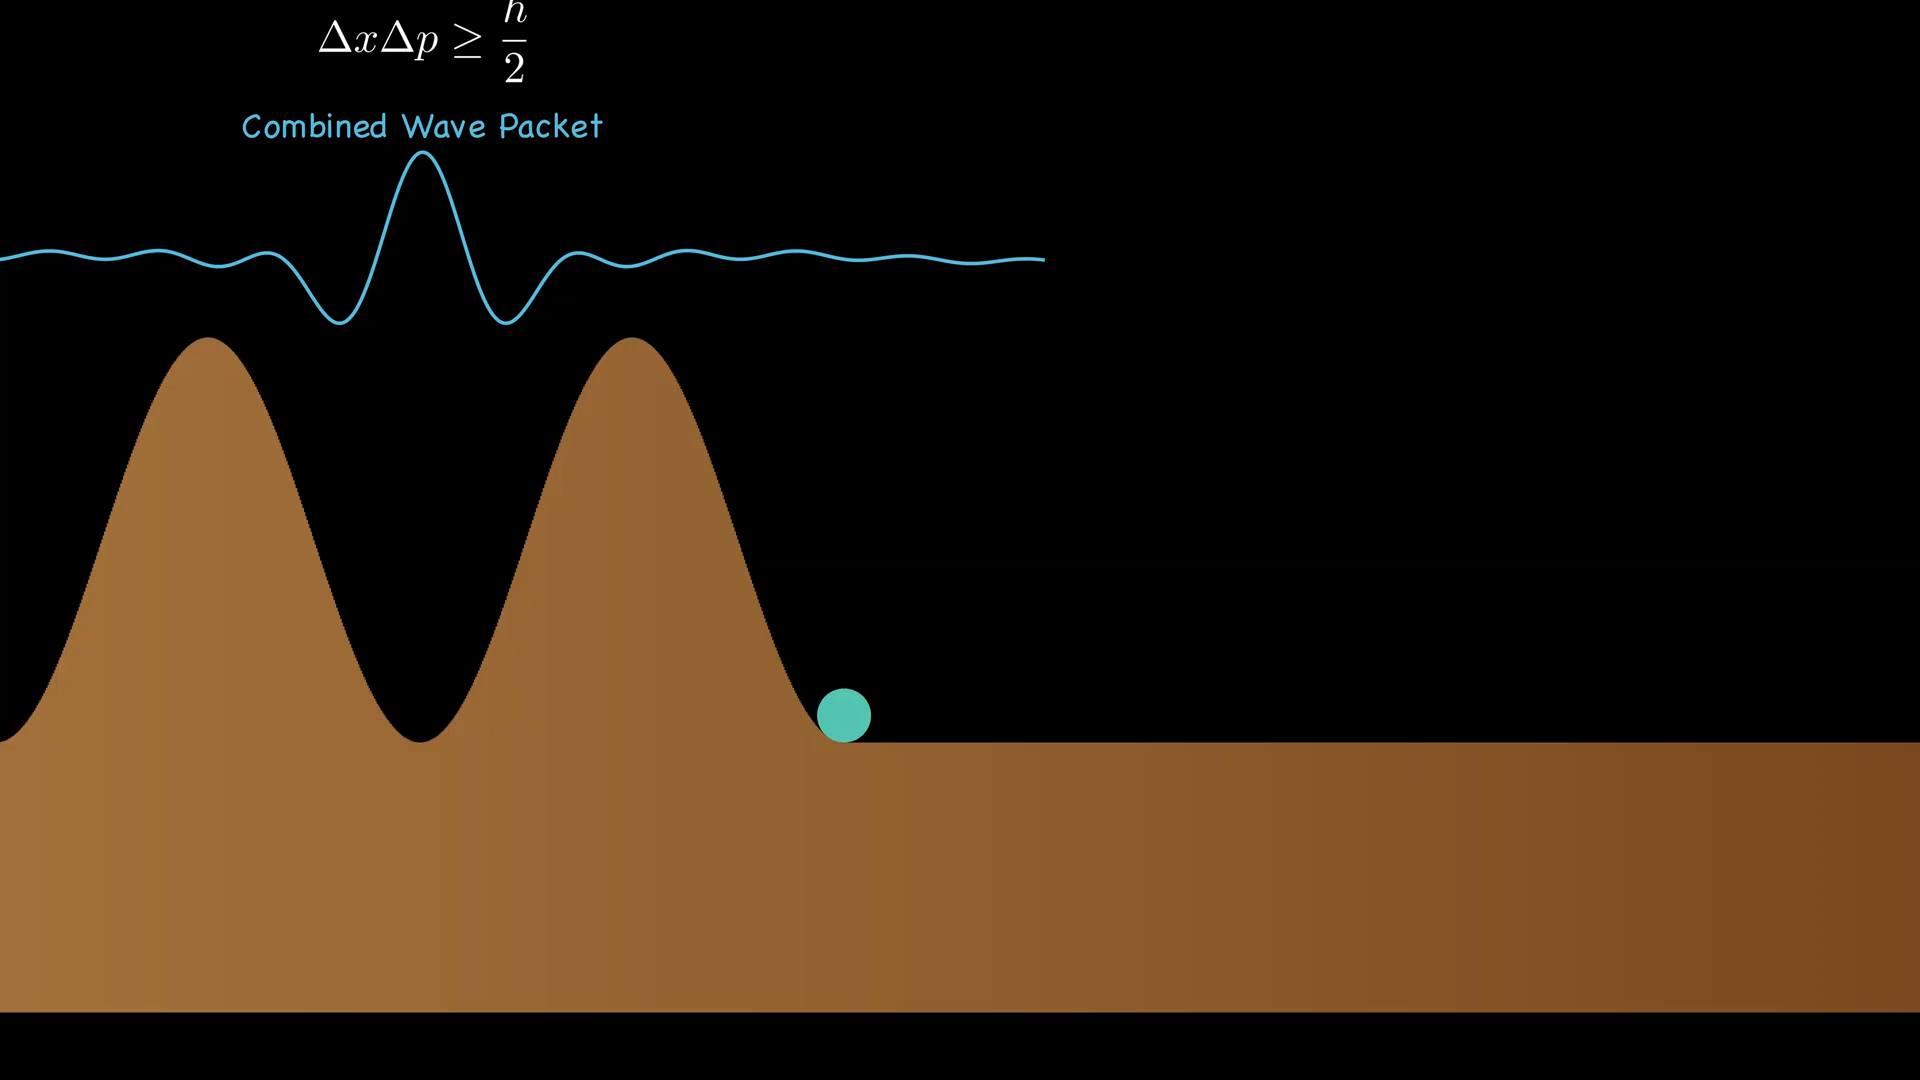 ΔxΔp ≥ h/2
Combined Wave Packet